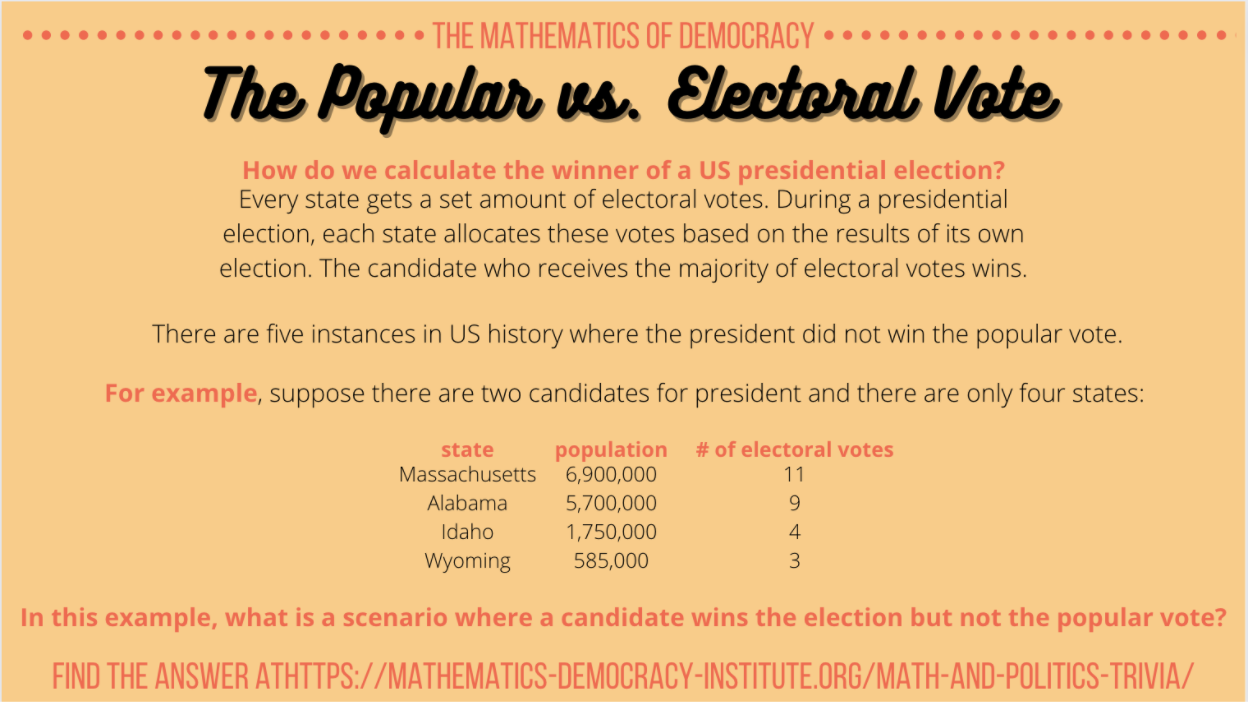 THE MATHEMATICS OF DEMOCRACY
The Popular vs. Electoral Vote
How do we calculate the winner of a US presidential election?
Every state gets a set amount of electoral votes. During a presidential
election, each state allocates these votes based on the results of its own
election. The candidate who receives the majority of electoral votes wins.
There are five instances in US history where the president did not win the popular vote.
For example, suppose there are two candidates for president and there are only four states:
state population # of electoral votes
Massachusetts 6,900,000 11
Alabama 5,700,000 9
Idaho 1,750,000 4
Wyoming 585,000 3
In this example, what is a scenario where a candidate wins the election but not the popular vote?
FIND THE ANSWER ATHTTPS://MATHEMATICS-DEMOCRACY-INSTITUTE.ORG/MATH-AND-POLITICS-TRIVIA/